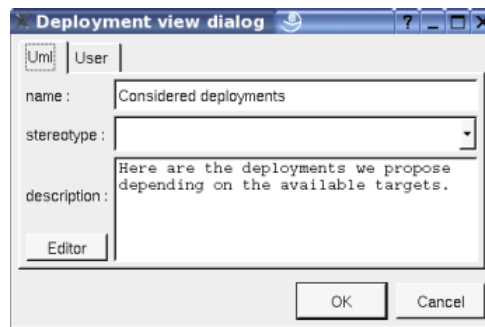 Deployment view dialog
Uml User
name : Considered deployments
stereotype :
Here are the deployments we propose
depending on the available targets.
description :
Editor
OK Cancel